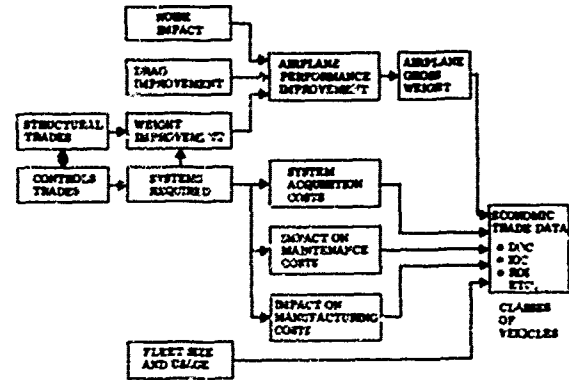 NOISE
IMPACT
DRAG
IMPROVEMENT
AIRPLANE
PERFORMANCE
IMPROVEMENT
AIRPLANE
GROSS
WEIGHT
STRUCTURAL
TRADES
WEIGHT
IMPROVEMENT
CONTROLS
TRADES
SYSTEMS
REQUIRED
SYSTEM
ACQUISITION
COSTS
IMPACT ON
MAINTENANCE
COSTS
IMPACT ON
MANUFACTURING
COSTS
FLEET SIZE
AND USAGE
ECONOMIC
TRADE DATA
• DOC
• IOC
• ROI
ETC.
CLASSES
OF
VEHICLES